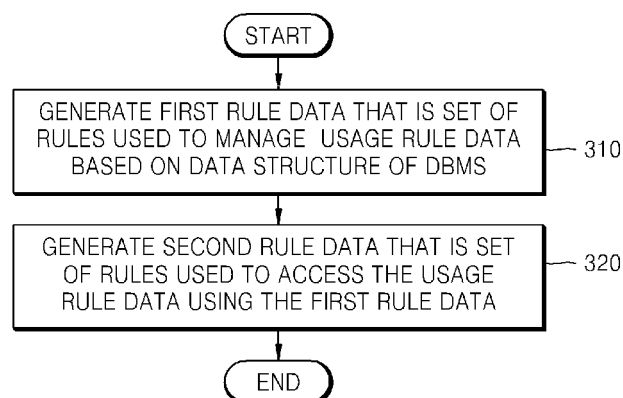 START
GENERATE FIRST RULE DATA THAT IS SET OF
RULES USED TO MANAGE USAGE RULE DATA
BASED ON DATA STRUCTURE OF DBMS
310
GENERATE SECOND RULE DATA THAT IS SET
OF RULES USED TO ACCESS THE USAGE
RULE DATA USING THE FIRST RULE DATA
320
END